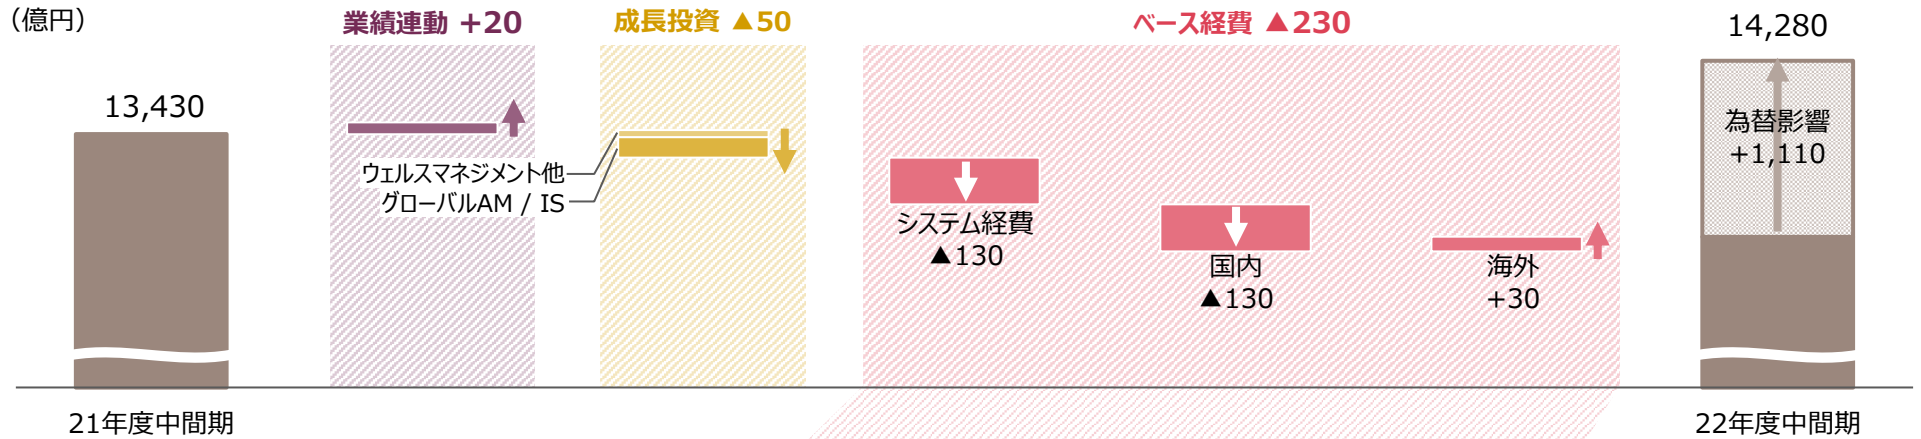 （億円）
業績連動 +20
成長投資 ▲50
ベース経費 ▲230
14,280
13,430
為替影響
+1,110
ウェルスマネジメント他
グローバルAM / IS
システム経費
▲130
国内
▲130
海外
+30
21年度中間期
22年度中間期